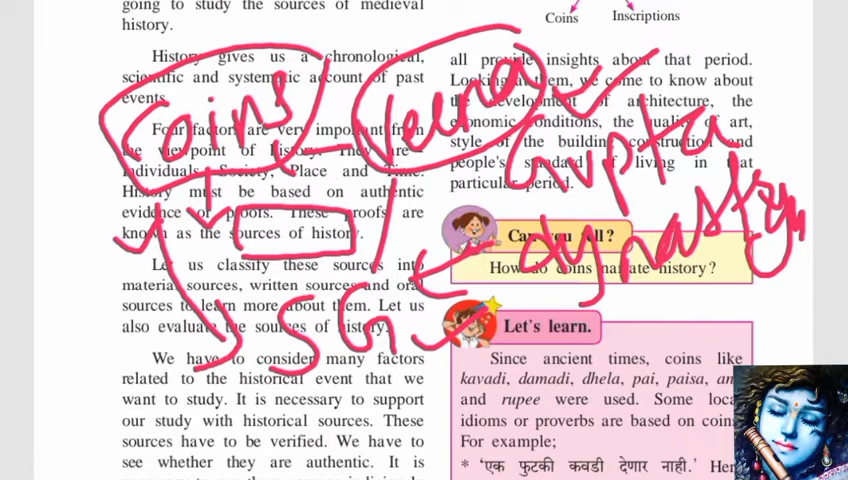 going to study the sources of medieval
history.
History gives us a chronological,
scientific and systematic account of past
events.
Four factors are very important from
the viewpoint of history. They are –
Individuals, Society, Place and Time.
History must be based on authentic
evidence or proofs. These proofs are
known as the sources of history.
Let us classify these sources into
material sources, written sources and oral
sources to learn more about them. Let us
also evaluate the sources of history.
We have to consider many factors
related to the historical event that we
want to study. It is necessary to support
our study with historical sources. These
sources have to be verified. We have to
see whether they are authentic. It is
Coins
Inscriptions
all provide insights about that period.
Looking at them, we come to know about
the development of architecture, the
economic conditions, the quality of art,
style of the building construction and
people's standard of living in that
particular period.
Can you tell?
How do coins narrate history?
Let's learn.
Since ancient times, coins like
kavadi, damadi, dhela, pai, paisa, an
and rupee were used. Some loca
idioms or proverbs are based on coin
For example;
* 'एक फुटकी कवडी देणार नाही.' Her
Coins
Veena
Gupta
dynasty
SG